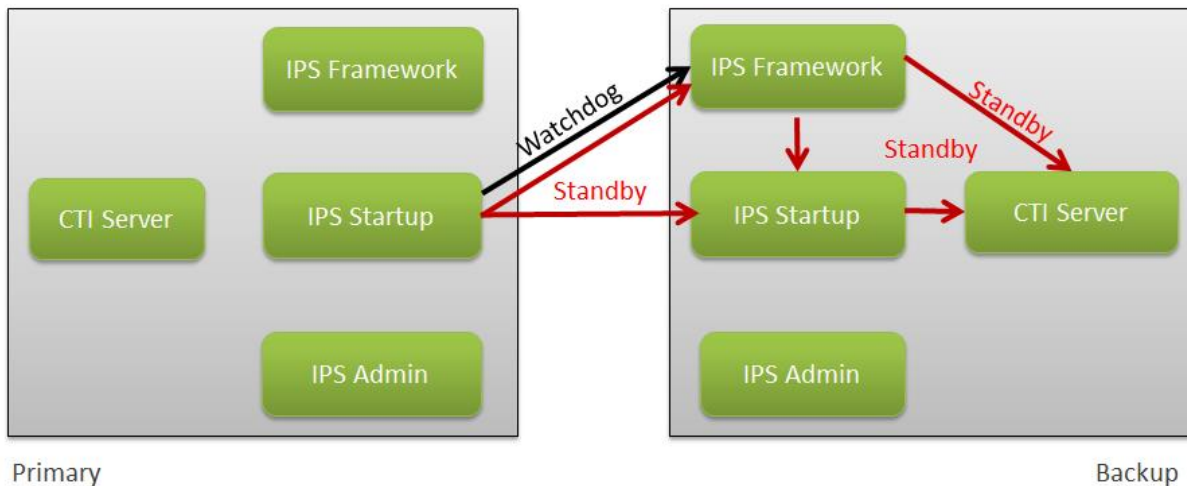 IPS Framework
Watchdog
CTI Server
IPS Startup
Standby
IPS Admin
Primary
IPS Framework
Standby
Standby
IPS Startup
CTI Server
IPS Admin
Backup